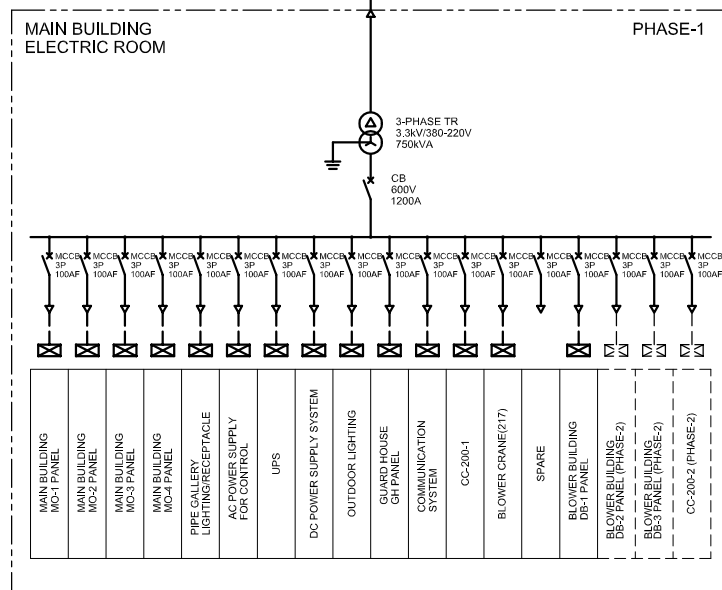 MAIN BUILDING
ELECTRIC ROOM
PHASE-1
3-PHASE TR
3.3kV/380-220V
750kVA
CB
600V
1200A
MCCB
3P
100AF
MCCB
3P
100AF
MCCB
3P
100AF
MCCB
3P
100AF
MCCB
3P
100AF
MCCB
3P
100AF
MCCB
3P
100AF
MCCB
3P
100AF
MCCB
3P
100AF
MCCB
3P
100AF
MCCB
3P
100AF
MCCB
3P
100AF
MCCB
3P
100AF
MCCB
3P
100AF
MCCB
3P
100AF
MCCB
3P
100AF
MCCB
3P
100AF
MCCB
3P
100AF
MAIN BUILDING
MO-1 PANEL
MAIN BUILDING
MO-2 PANEL
MAIN BUILDING
MO-3 PANEL
MAIN BUILDING
MO-4 PANEL
PIPE GALLERY
LIGHTING/RECEPTACLE
AC POWER SUPPLY
FOR CONTROL
UPS
DC POWER SUPPLY SYSTEM
OUTDOOR LIGHTING
GUARD HOUSE
GH PANEL
COMMUNICATION
SYSTEM
CC-200-1
BLOWER CRANE(217)
SPARE
BLOWER BUILDING
DB-1 PANEL
BLOWER BUILDING
DB-2 PANEL (PHASE-2)
BLOWER BUILDING
DB-3 PANEL (PHASE-2)
CC-200-2 (PHASE-2)